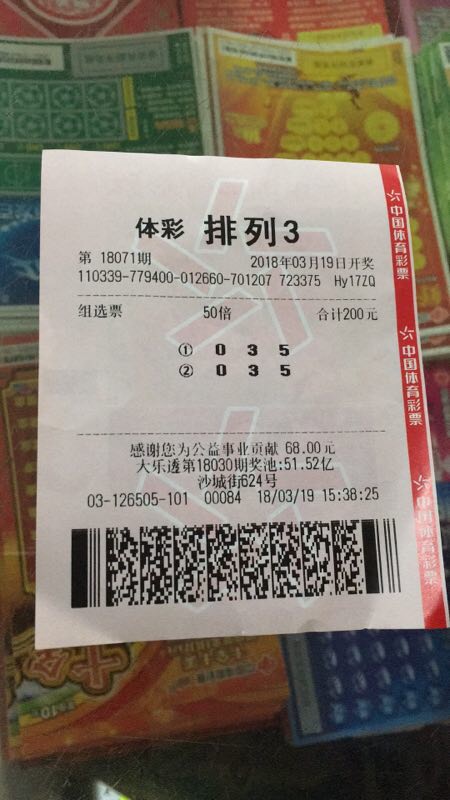 体彩 排列3
第 18071期 2018年03月19日开奖
110339-779400-012660-701207 723375 Hy17ZQ
组选票 50倍 合计200元
① 0 3 5
② 0 3 5
感谢您为公益事业贡献 68.00元
大乐透第18030期奖池:51.52亿
沙城街624号
03-126505-101 00084 18/03/19 15:38:25
中国体育彩票
中国体育彩票
中国体育彩票